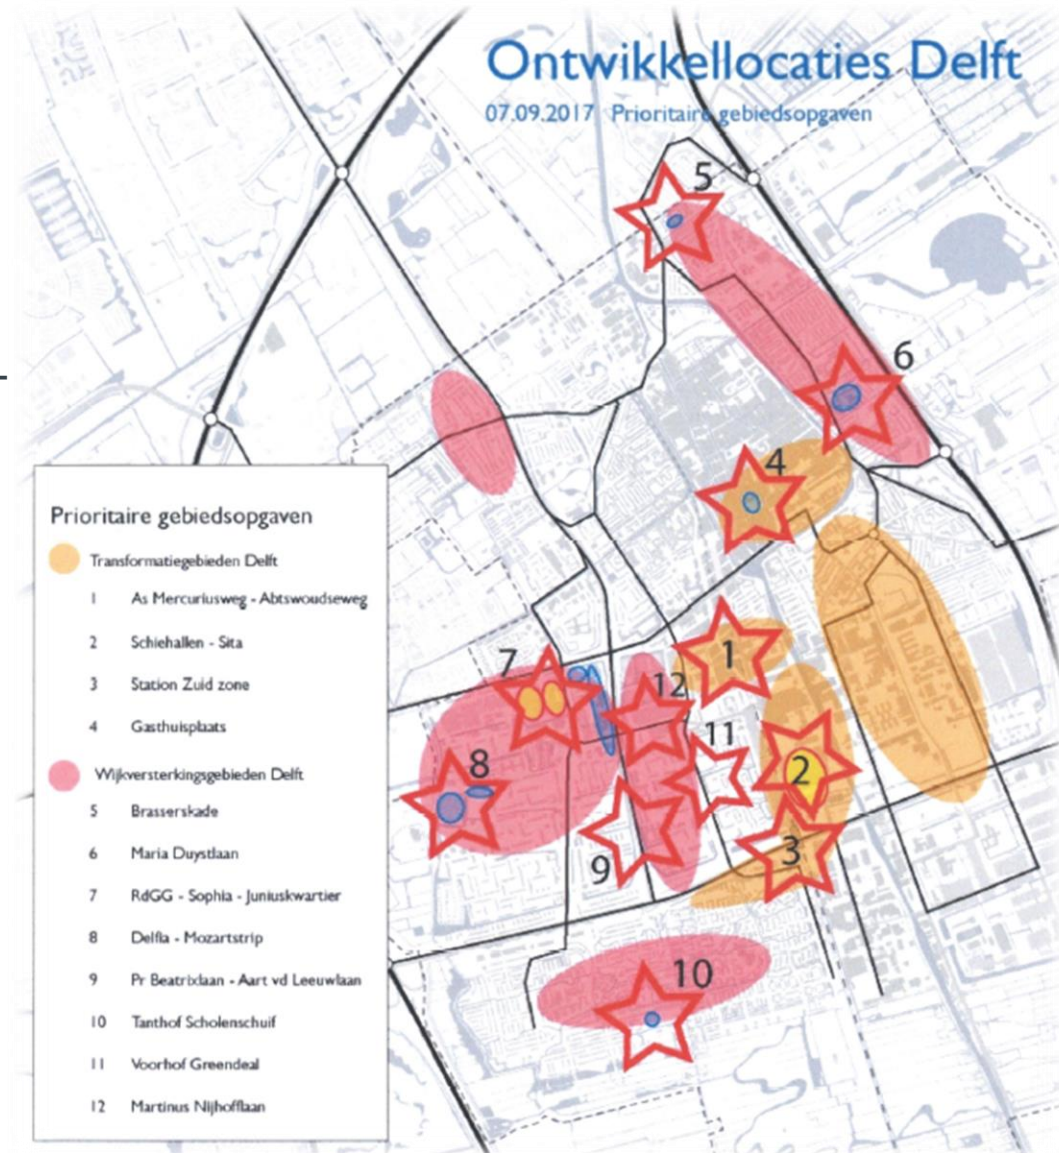 Ontwikkellocaties Delft
07.09.2017 Prioritaire gebiedsopgaven
5
6
4
1
7
12
11
8
2
3
9
10
Prioritaire gebiedsopgaven
Transformatiegebieden Delft
1 As Mercuriusweg - Abtswoudseweg
2 Schiehallen - Sita
3 Station Zuid zone
4 Gasthuisplaats
Wijkversterkingsgebieden Delft
5 Brasserskade
6 Maria Duystlaan
7 RdGG - Sophia - Juniuskwartier
8 Delfia - Mozartstrip
9 Pr Beatrixlaan - Aart vd Leeuwlaan
10 Tanthof Scholenschuif
11 Voorhof Greendeal
12 Martinus Nijhofflaan